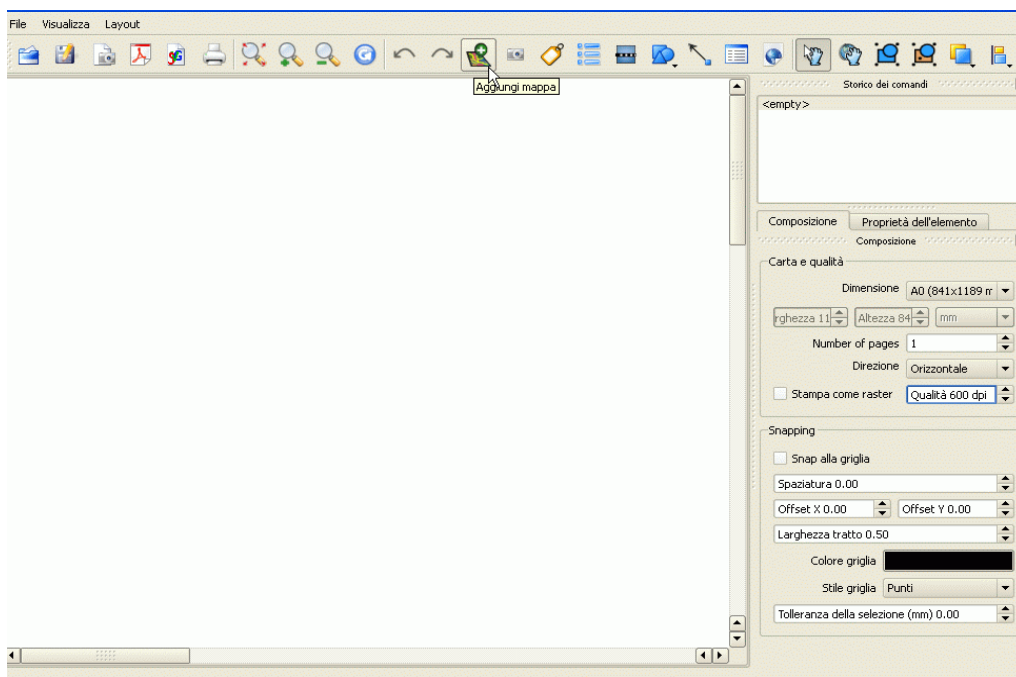 File Visualizza Layout
Aggiungi mappa
Storico dei comandi
<empty>
Composizione Proprietà dell'elemento
Composizione
Carta e qualità
Dimensione A0 (841x1189 m
rghezza 11 Altezza 84 mm
Number of pages 1
Direzione Orizzontale
Stampa come raster Qualità 600 dpi
Snapping
Snap alla griglia
Spaziatura 0.00
Offset X 0.00 Offset Y 0.00
Larghezza tratto 0.50
Colore griglia
Stile griglia Punti
Tolleranza della selezione (mm) 0.00